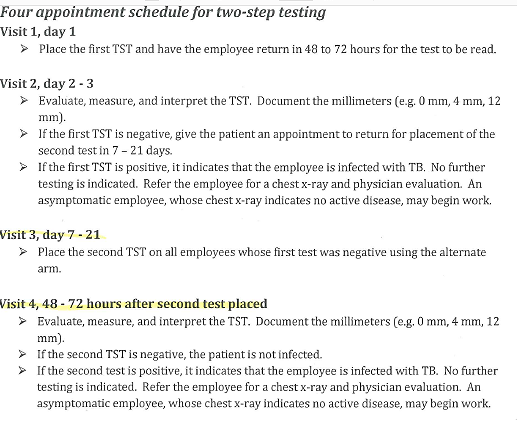 Four appointment schedule for two-step testing
Visit 1, day 1
➢ Place the first TST and have the employee return in 48 to 72 hours for the test to be read.
Visit 2, day 2 - 3
➢ Evaluate, measure, and interpret the TST. Document the millimeters (e.g. 0 mm, 4 mm, 12
mm).
➢ If the first TST is negative, give the patient an appointment to return for placement of the
second test in 7 – 21 days.
➢ If the first TST is positive, it indicates that the employee is infected with TB. No further
testing is indicated. Refer the employee for a chest x-ray and physician evaluation. An
asymptomatic employee, whose chest x-ray indicates no active disease, may begin work.
Visit 3, day 7 - 21
➢ Place the second TST on all employees whose first test was negative using the alternate
arm.
Visit 4, 48 - 72 hours after second test placed
➢ Evaluate, measure, and interpret the TST. Document the millimeters (e.g. 0 mm, 4 mm, 12
mm).
➢ If the second TST is negative, the patient is not infected.
➢ If the second test is positive, it indicates that the employee is infected with TB. No further
testing is indicated. Refer the employee for a chest x-ray and physician evaluation. An
asymptomatic employee, whose chest x-ray indicates no active disease, may begin work.